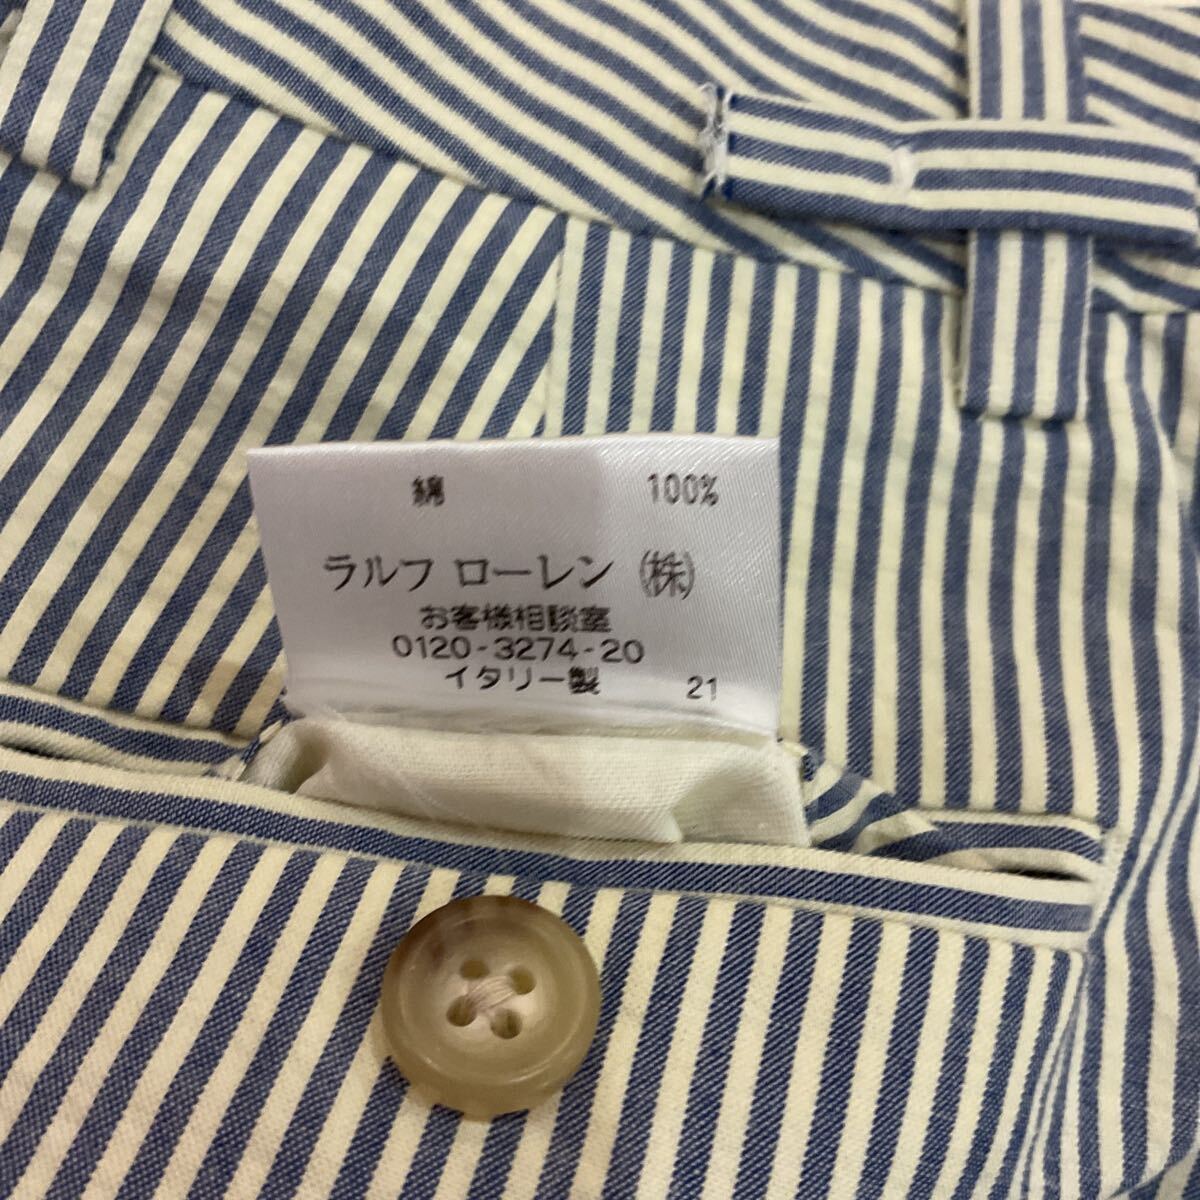 綿 100%
ラルフ ローレン ㈱
お客様相談室
0120-3274-20
イタリー製 21